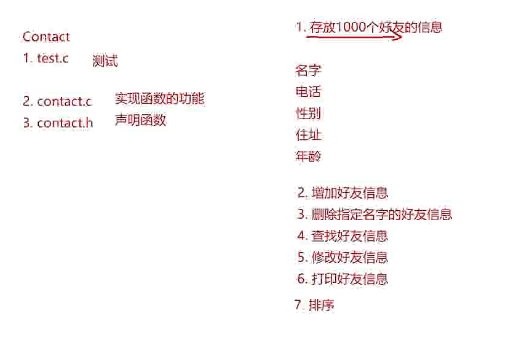 Contact
1. test.c 测试
2. contact.c 实现函数的功能
3. contact.h 声明函数
1. 存放1000个好友的信息
名字
电话
性别
住址
年龄
2. 增加好友信息
3. 删除指定名字的好友信息
4. 查找好友信息
5. 修改好友信息
6. 打印好友信息
7. 排序